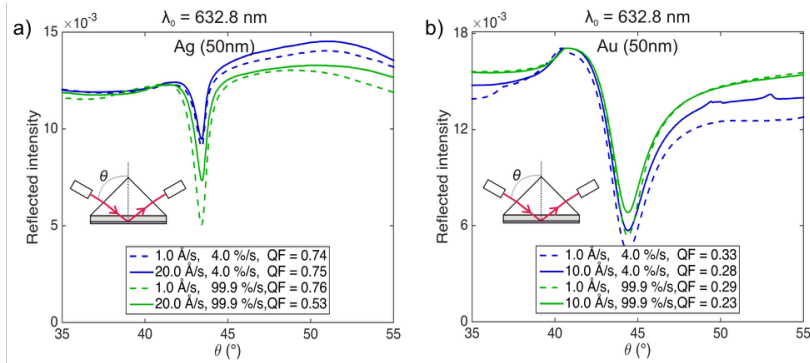 a)
λ₀ = 632.8 nm
×10⁻³
Ag (50nm)
15
10
5
0
Reflected intensity
θ
1.0 Å/s, 4.0 %/s, QF = 0.74
20.0 Å/s, 4.0 %/s, QF = 0.75
1.0 Å/s, 99.9 %/s, QF = 0.76
20.0 Å/s, 99.9 %/s,QF = 0.53
35 40 45 50 55
θ (°)
b)
λ₀ = 632.8 nm
×10⁻³
Au (50nm)
18
12
6
0
Reflected intensity
θ
1.0 Å/s, 4.0 %/s, QF = 0.33
10.0 Å/s, 4.0 %/s, QF = 0.28
1.0 Å/s, 99.9 %/s,QF = 0.29
10.0 Å/s, 99.9 %/s,QF = 0.23
35 40 45 50 55
θ (°)